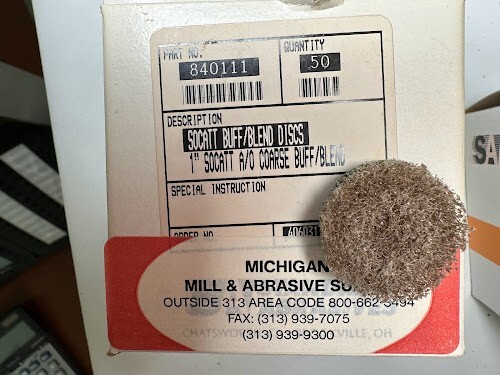 PART NO.
840111
QUANTITY
50
DESCRIPTION
SOCATT BUFF/BLEND DISCS
1" SOCATT A/O COARSE BUFF/BLEND
SPECIAL INSTRUCTION
ORDER NO
MICHIGAN
MILL & ABRASIVE
OUTSIDE 313 AREA CODE 800-662-5494
FAX: (313) 939-7075
(313) 939-9300